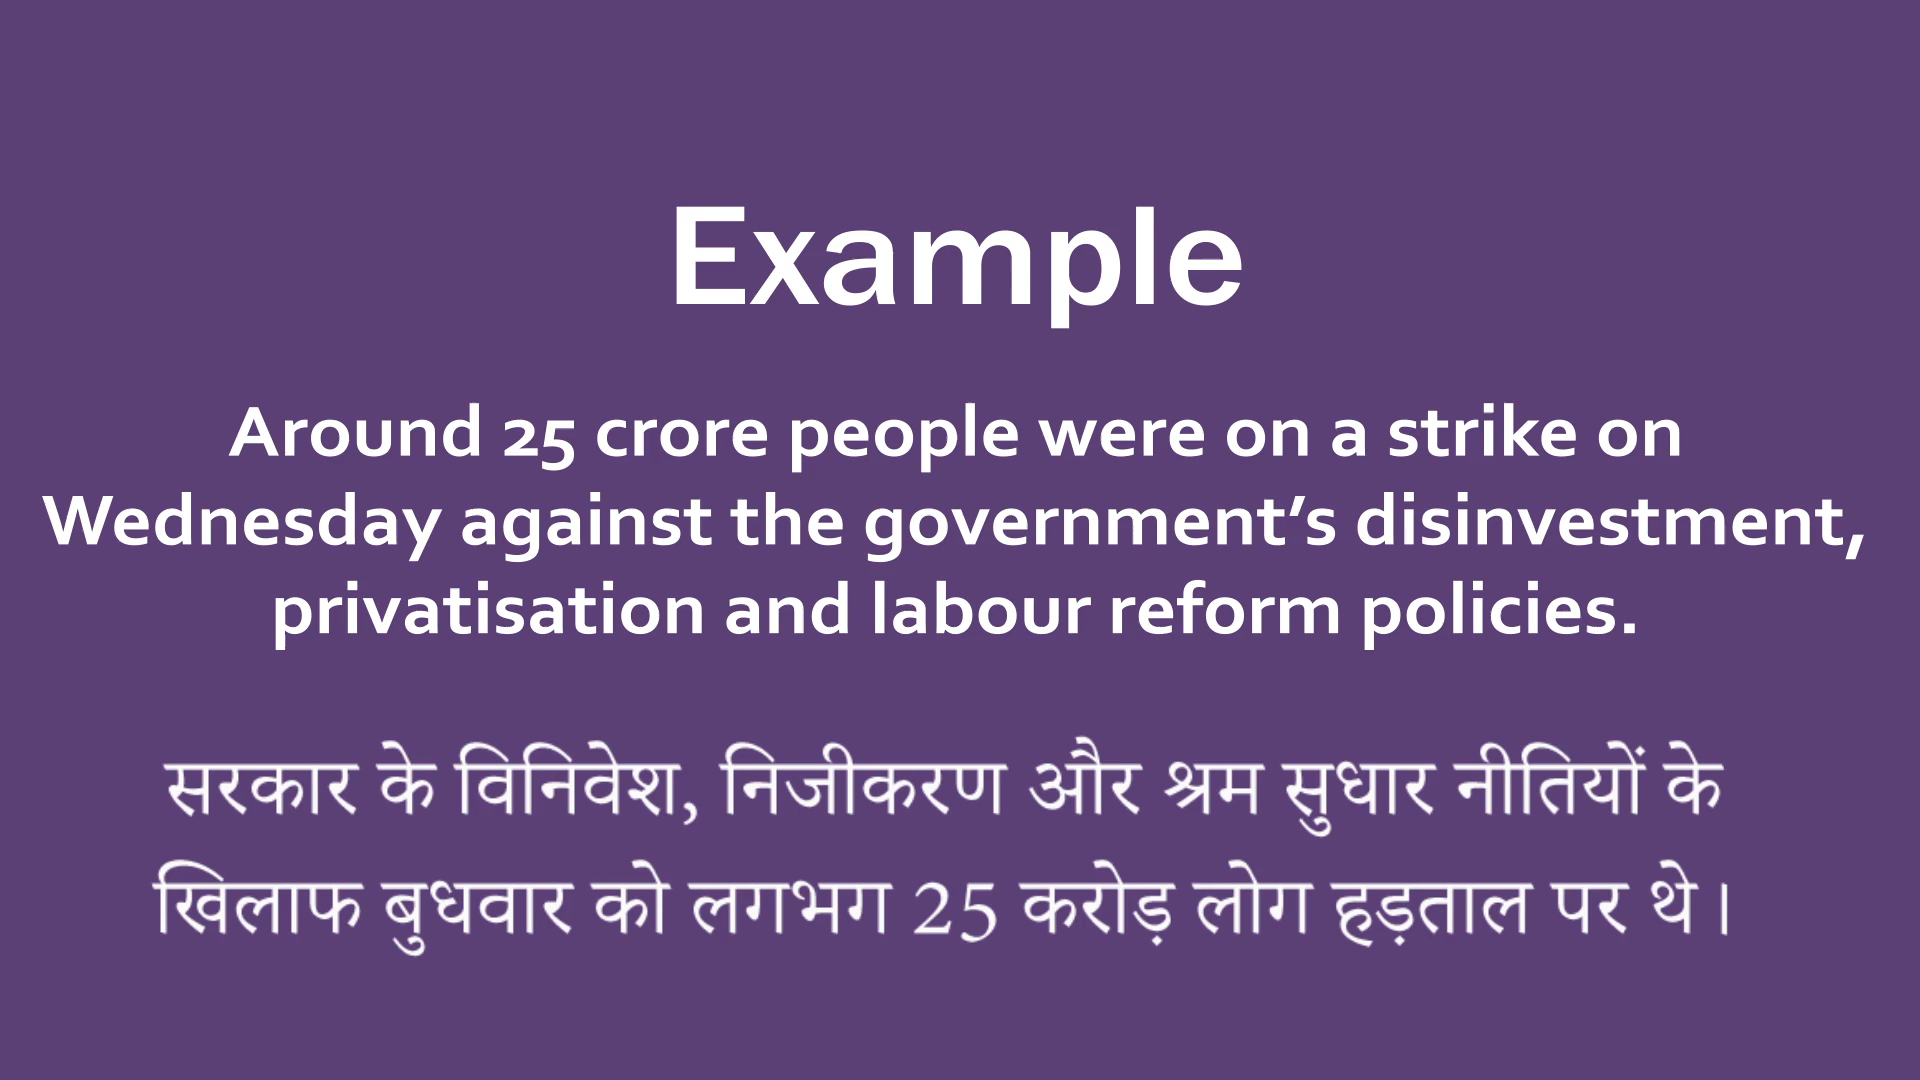 Example
Around 25 crore people were on a strike on
Wednesday against the government’s disinvestment,
privatisation and labour reform policies.
सरकार के विनिवेश, निजीकरण और श्रम सुधार नीतियों के
खिलाफ बुधवार को लगभग 25 करोड़ लोग हड़ताल पर थे।